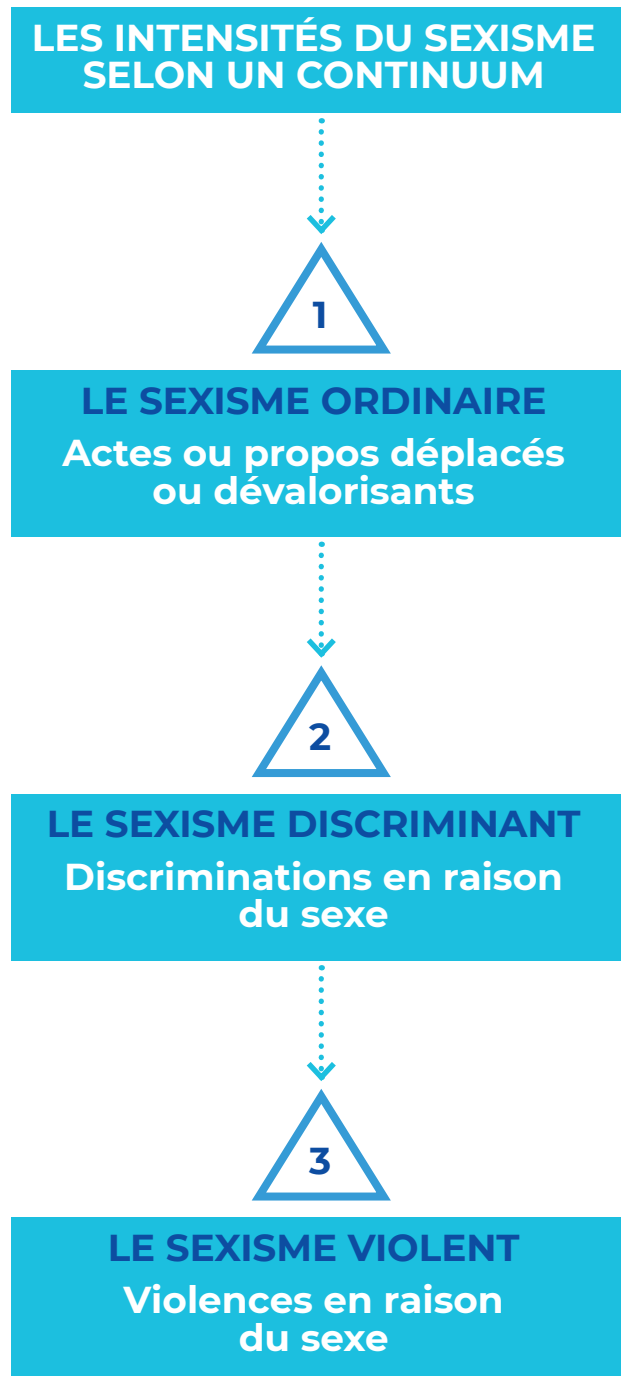 LES INTENSITÉS DU SEXISME
SELON UN CONTINUUM
1
LE SEXISME ORDINAIRE
Actes ou propos déplacés
ou dévalorisants
2
LE SEXISME DISCRIMINANT
Discriminations en raison
du sexe
3
LE SEXISME VIOLENT
Violences en raison
du sexe